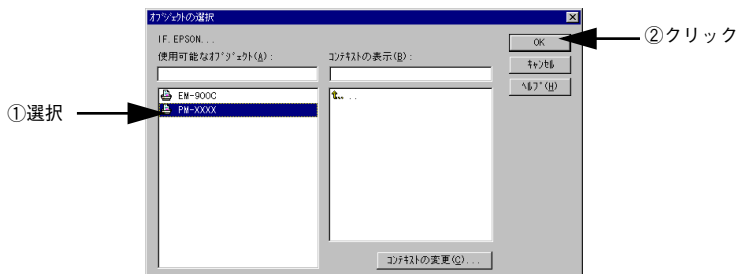 ｵﾌﾞｼﾞｪｸﾄの選択
IF.EPSON...
使用可能なｵﾌﾞｼﾞｪｸﾄ(A):
ｺﾝﾃｷｽﾄの表示(B):
OK
②クリック
ｷｬﾝｾﾙ
ﾍﾙﾌﾟ(H)
EM-900C
PM-XXXX
..
①選択
ｺﾝﾃｷｽﾄの変更(C)...